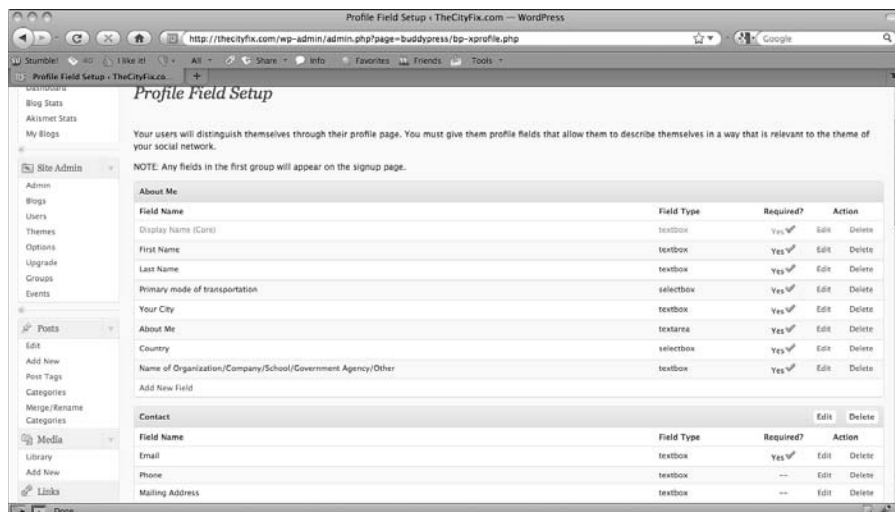 Profile Field Setup ‹ TheCityFix.com — WordPress
http://thecityfix.com/wp-admin/admin.php?page=buddypress/bp-xprofile.php
Google
Stumble! I like it! All Share Info Favorites Friends Tools
Profile Field Setup ‹ TheCityFix.co... +
Dashboard
Blog Stats
Akismet Stats
My Blogs
Site Admin
Admin
Blogs
Users
Themes
Options
Upgrade
Groups
Events
Posts
Edit
Add New
Post Tags
Categories
Merge/Rename
Categories
Media
Library
Add New
Links
Profile Field Setup
Your users will distinguish themselves through their profile page. You must give them profile fields that allow them to describe themselves in a way that is relevant to the theme of
your social network.
NOTE: Any fields in the first group will appear on the signup page.
About Me
Field Name Field Type Required? Action
Display Name (Core) textbox Yes Edit Delete
First Name textbox Yes Edit Delete
Last Name textbox Yes Edit Delete
Primary mode of transportation selectbox Yes Edit Delete
Your City textbox Yes Edit Delete
About Me textarea Yes Edit Delete
Country selectbox Yes Edit Delete
Name of Organization/Company/School/Government Agency/Other textbox Yes Edit Delete
Add New Field
Contact Edit Delete
Field Name Field Type Required? Action
Email textbox Yes Edit Delete
Phone textbox -- Edit Delete
Mailing Address textbox -- Edit Delete
Done